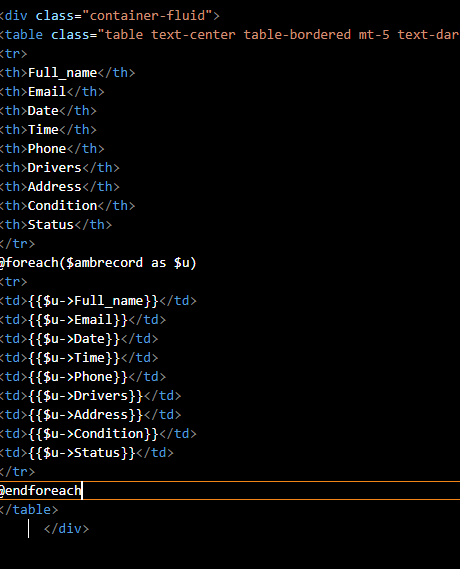 <div class="container-fluid">
<table class="table text-center table-bordered mt-5 text-dar
<tr>
<th>Full_name</th>
<th>Email</th>
<th>Date</th>
<th>Time</th>
<th>Phone</th>
<th>Drivers</th>
<th>Address</th>
<th>Condition</th>
<th>Status</th>
</tr>
@foreach($ambrecord as $u)
<tr>
<td>{{$u->Full_name}}</td>
<td>{{$u->Email}}</td>
<td>{{$u->Date}}</td>
<td>{{$u->Time}}</td>
<td>{{$u->Phone}}</td>
<td>{{$u->Drivers}}</td>
<td>{{$u->Address}}</td>
<td>{{$u->Condition}}</td>
<td>{{$u->Status}}</td>
</tr>
@endforeach
</table>
</div>